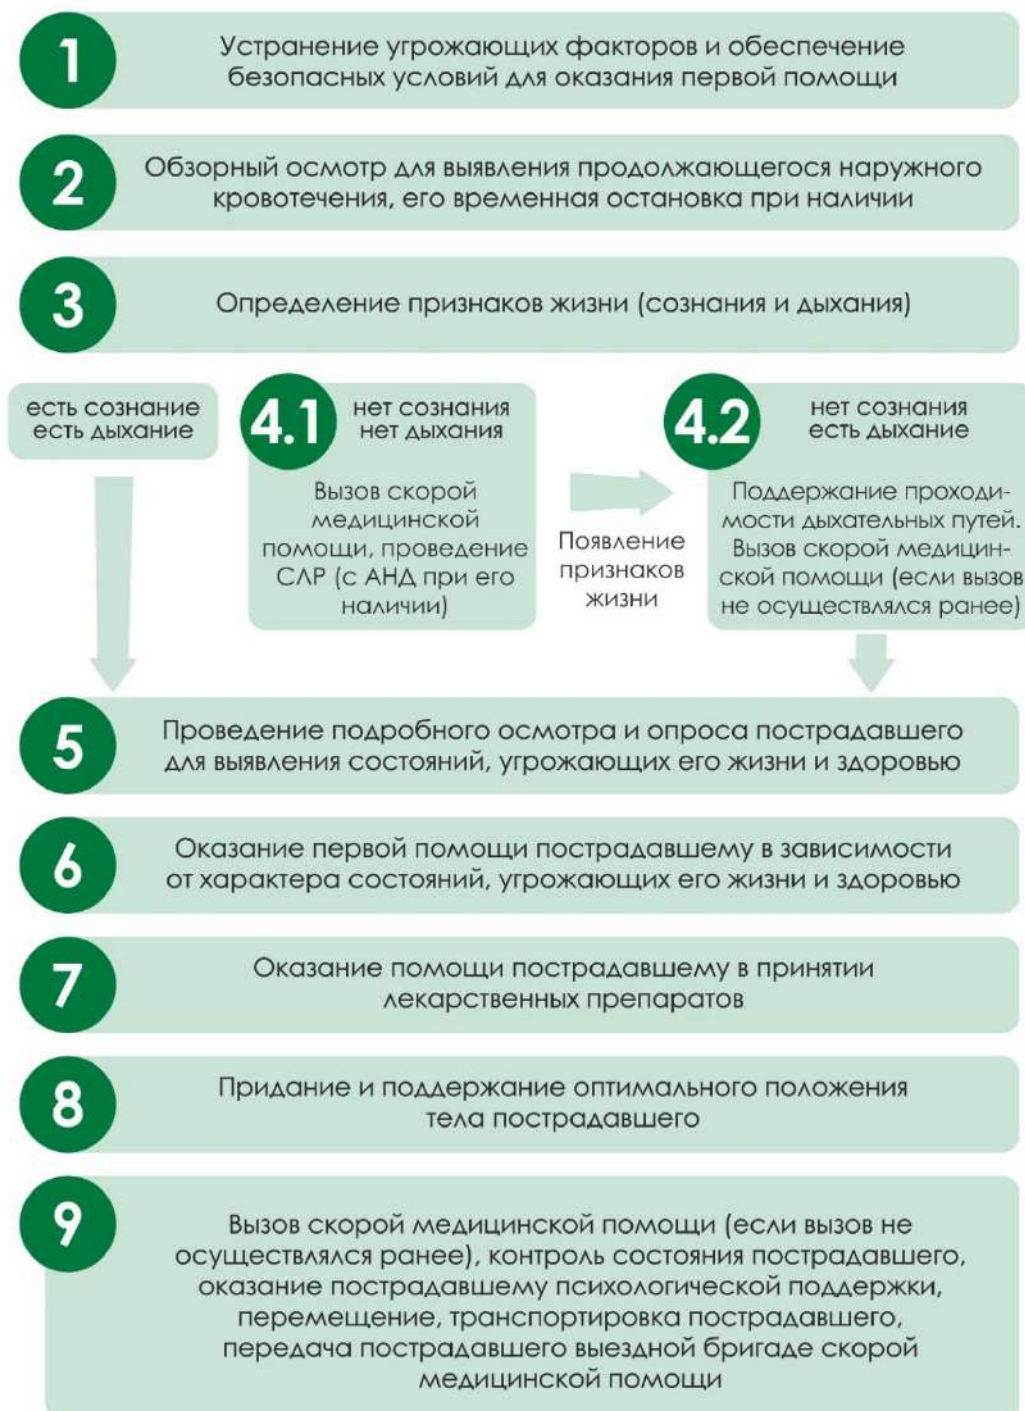 1
Устранение угрожающих факторов и обеспечение
безопасных условий для оказания первой помощи
2
Обзорный осмотр для выявления продолжающегося наружного
кровотечения, его временная остановка при наличии
3
Определение признаков жизни (сознания и дыхания)
есть сознание
есть дыхание
4.1
нет сознания
нет дыхания
Вызов скорой
медицинской
помощи, проведение
СЛР (с АНД при его
наличии)
Появление
признаков
жизни
4.2
нет сознания
есть дыхание
Поддержание проходи-
мости дыхательных путей.
Вызов скорой медицин-
ской помощи (если вызов
не осуществлялся ранее)
5
Проведение подробного осмотра и опроса пострадавшего
для выявления состояний, угрожающих его жизни и здоровью
6
Оказание первой помощи пострадавшему в зависимости
от характера состояний, угрожающих его жизни и здоровью
7
Оказание помощи пострадавшему в принятии
лекарственных препаратов
8
Придание и поддержание оптимального положения
тела пострадавшего
9
Вызов скорой медицинской помощи (если вызов не
осуществлялся ранее), контроль состояния пострадавшего,
оказание пострадавшему психологической поддержки,
перемещение, транспортировка пострадавшего,
передача пострадавшего выездной бригаде скорой
медицинской помощи